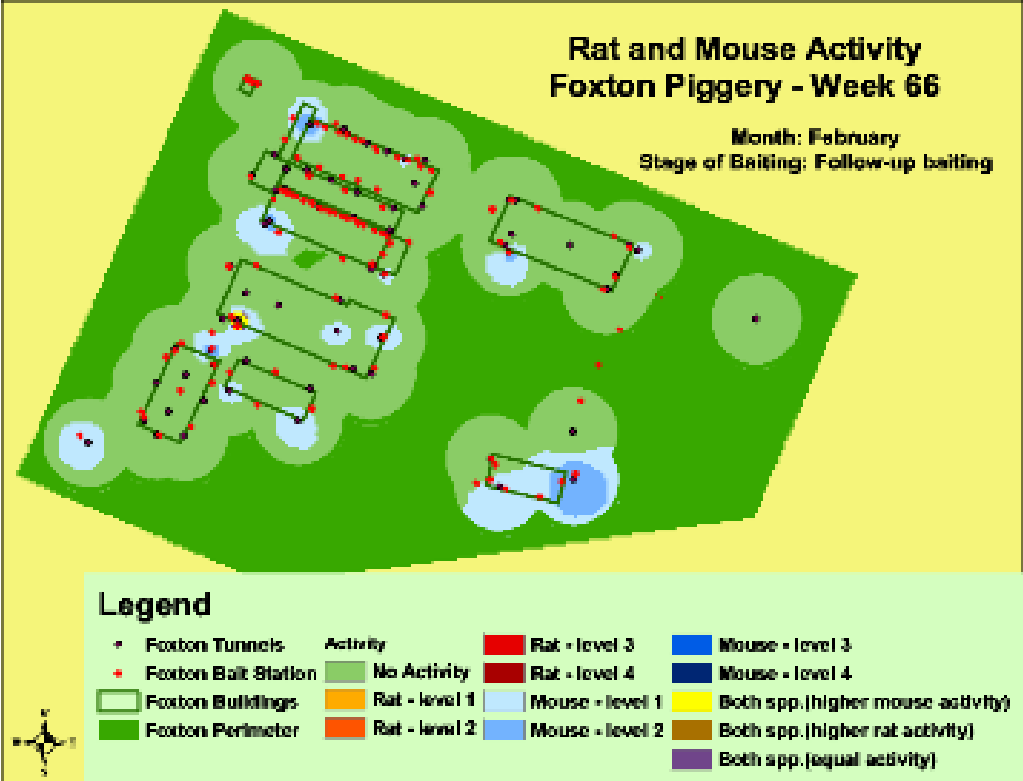 Rat and Mouse Activity
Foxton Piggery - Week 66
Month: February
Stage of Baiting: Follow-up baiting
Legend
Foxton Tunnels
Foxton Bait Station
Foxton Buildings
Foxton Perimeter
Activity
No Activity
Rat - level 1
Rat - level 2
Rat - level 3
Rat - level 4
Mouse - level 1
Mouse - level 2
Mouse - level 3
Mouse - level 4
Both spp.(higher mouse activity)
Both spp.(higher rat activity)
Both spp.(equal activity)